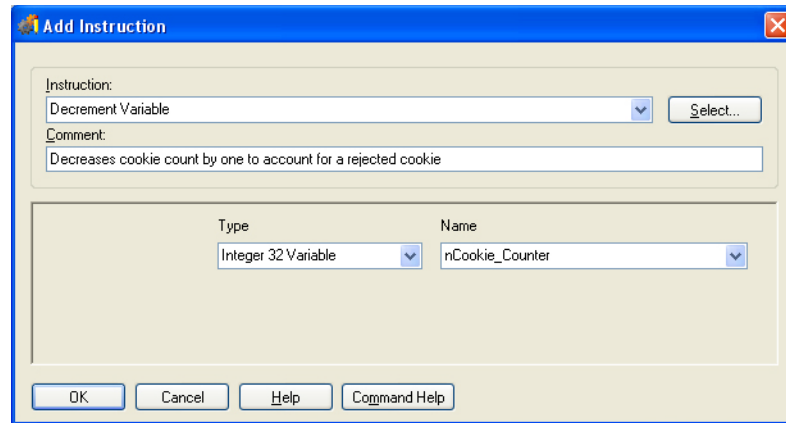 Add Instruction
Instruction:
Decrement Variable
Select...
Comment:
Decreases cookie count by one to account for a rejected cookie
Type Name
Integer 32 Variable nCookie_Counter
OK Cancel Help Command Help